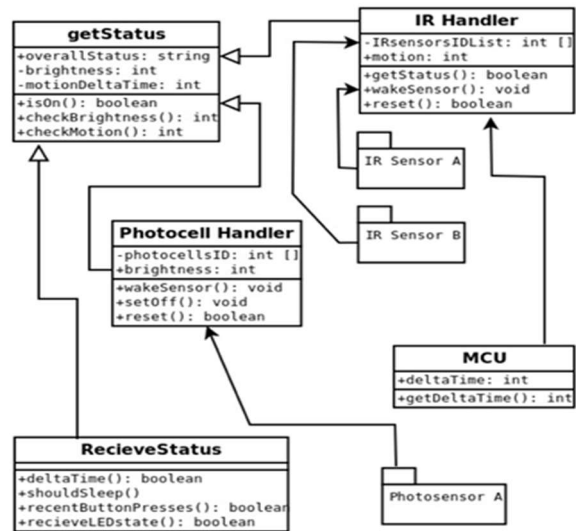 getStatus
+overallStatus: string
-brightness: int
-motionDeltaTime: int
+isOn(): boolean
+checkBrightness(): int
+checkMotion(): int
IR Handler
-IRsensorsIDList: int []
+motion: int
+getStatus(): boolean
+wakeSensor(): void
+reset(): boolean
IR Sensor A
IR Sensor B
Photocell Handler
-photocellsID: int []
+brightness: int
+wakeSensor(): void
+setOff(): void
+reset(): boolean
MCU
+deltaTime: int
+getDeltaTime(): int
RecieveStatus
+deltaTime(): boolean
+shouldSleep()
+recentButtonPresses(): boolean
+recieveLEDstate(): boolean
Photosensor A